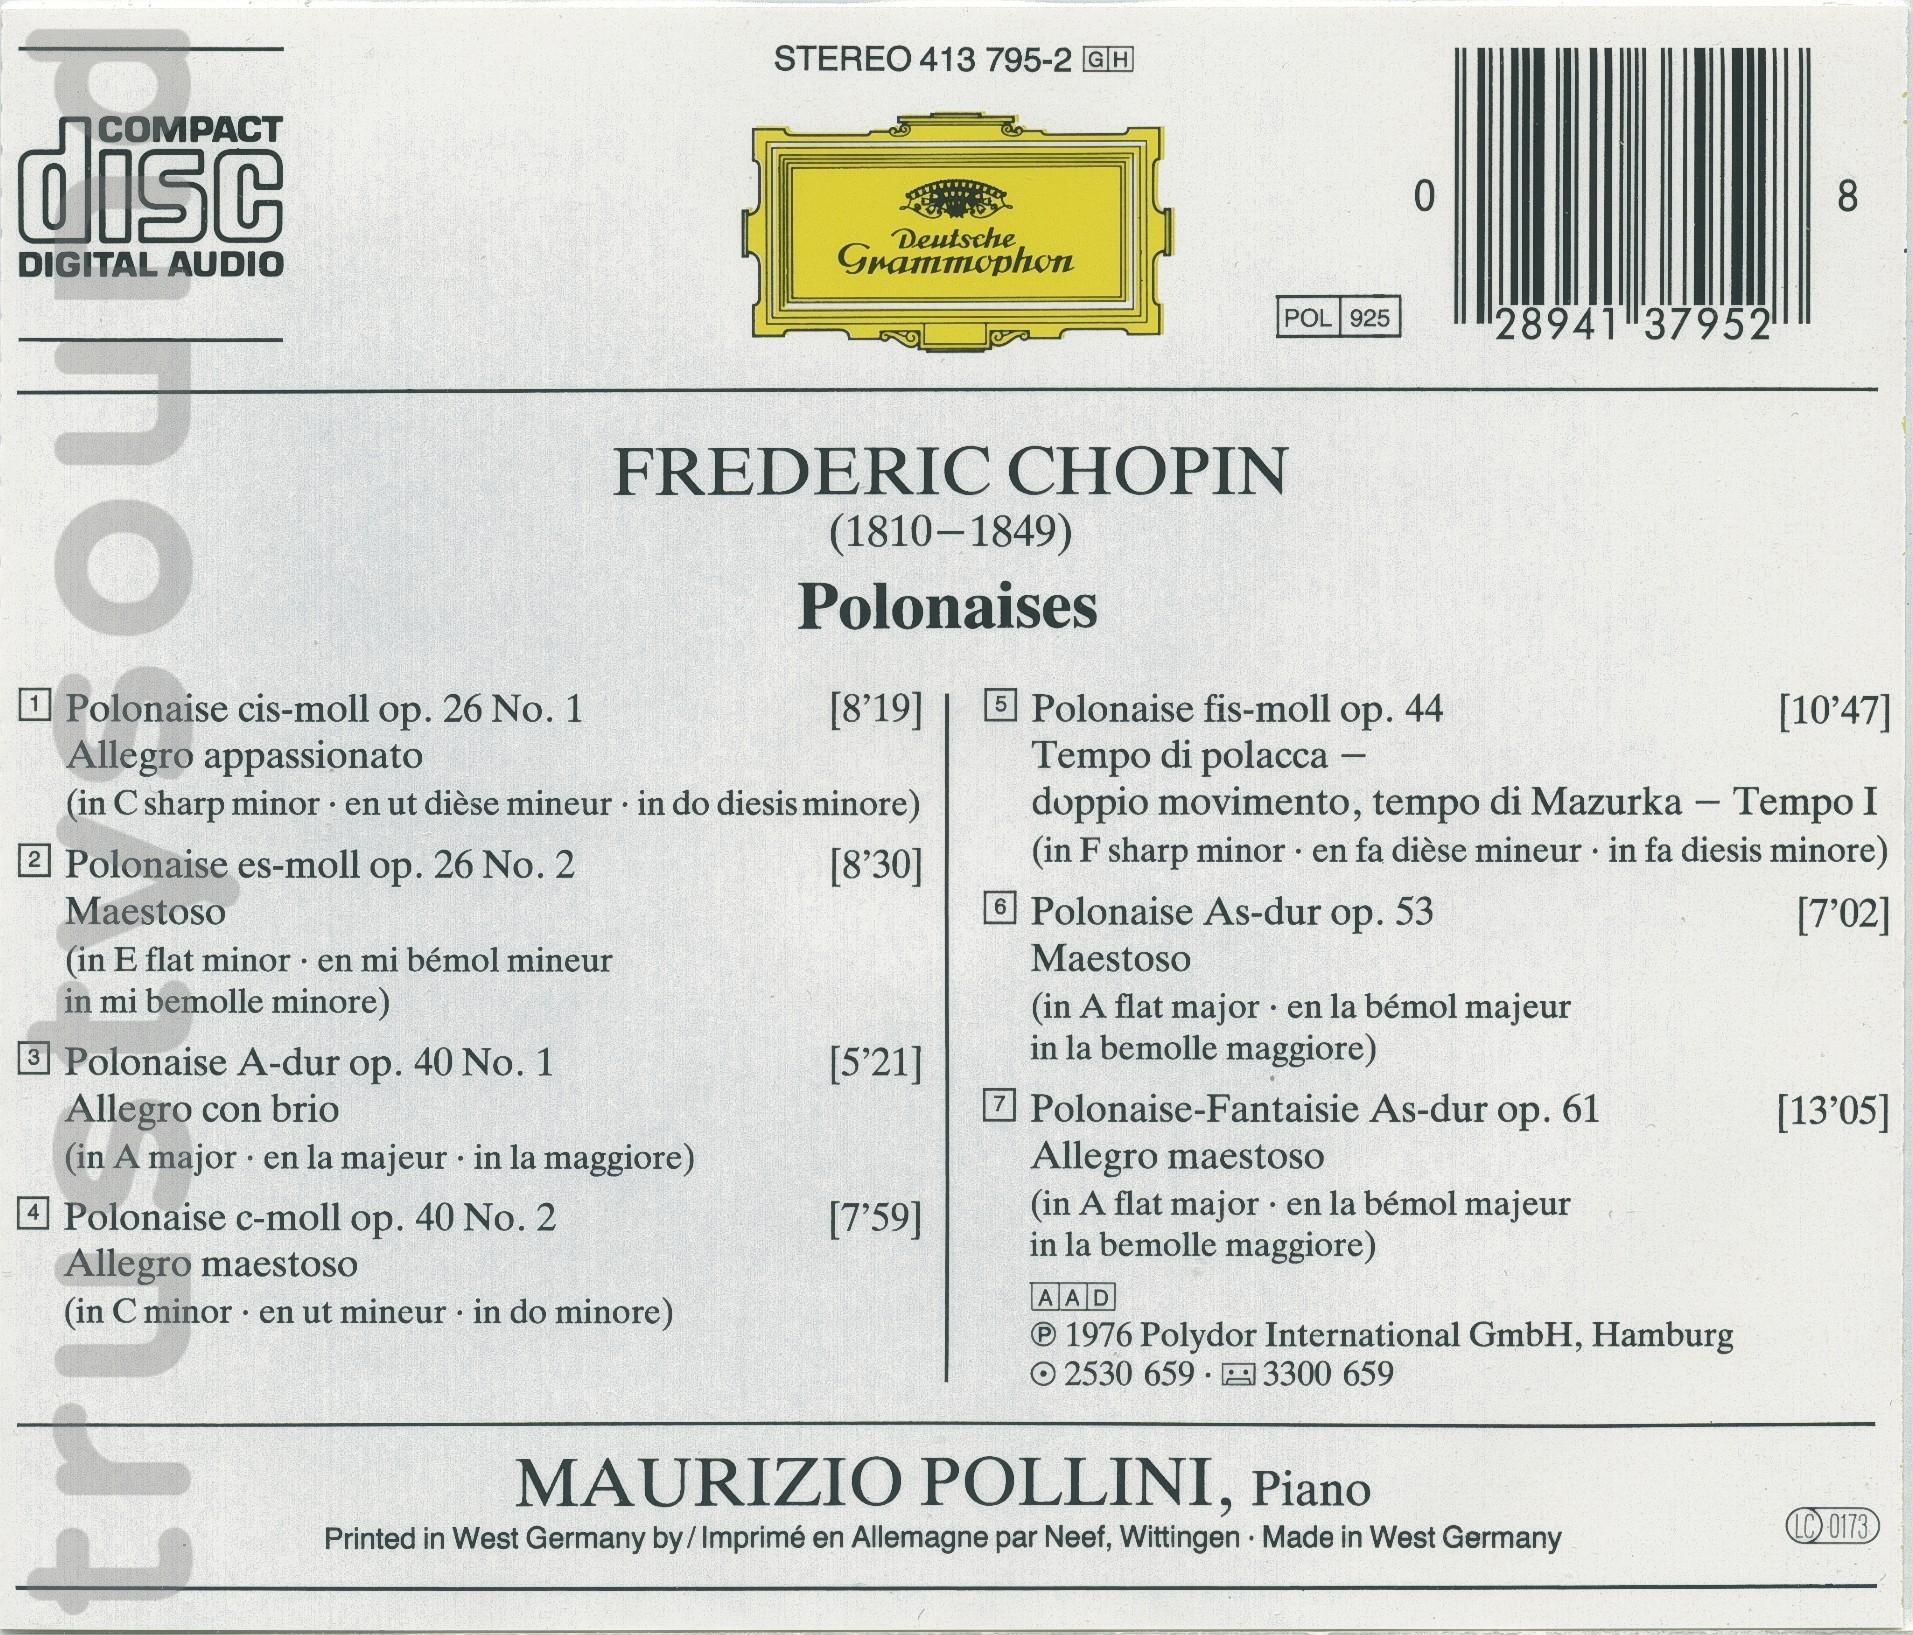 STEREO 413 795-2 GH
COMPACT
disc
DIGITAL AUDIO
Deutsche
Grammophon
POL 925
0 28941 37952 8
FREDERIC CHOPIN
(1810–1849)
Polonaises
1 Polonaise cis-moll op. 26 No. 1 [8’19]
Allegro appassionato
(in C sharp minor · en ut dièse mineur · in do diesis minore)
2 Polonaise es-moll op. 26 No. 2 [8’30]
Maestoso
(in E flat minor · en mi bémol mineur
in mi bemolle minore)
3 Polonaise A-dur op. 40 No. 1 [5’21]
Allegro con brio
(in A major · en la majeur · in la maggiore)
4 Polonaise c-moll op. 40 No. 2 [7’59]
Allegro maestoso
(in C minor · en ut mineur · in do minore)
5 Polonaise fis-moll op. 44 [10’47]
Tempo di polacca –
doppio movimento, tempo di Mazurka – Tempo I
(in F sharp minor · en fa dièse mineur · in fa diesis minore)
6 Polonaise As-dur op. 53 [7’02]
Maestoso
(in A flat major · en la bémol majeur
in la bemolle maggiore)
7 Polonaise-Fantaisie As-dur op. 61 [13’05]
Allegro maestoso
(in A flat major · en la bémol majeur
in la bemolle maggiore)
AAD
℗ 1976 Polydor International GmbH, Hamburg
2530 659 · 3300 659
MAURIZIO POLLINI, Piano
Printed in West Germany by / Imprimé en Allemagne par Neef, Wittingen · Made in West Germany
LC 0173
trustysound